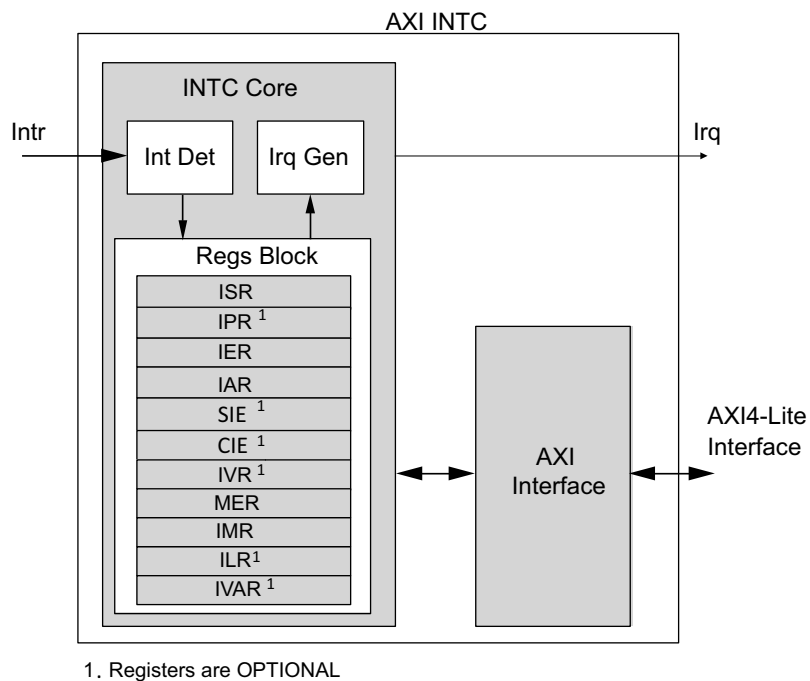 AXI INTC
INTC Core
Intr
Int Det
Irq Gen
Irq
Regs Block
ISR
IPR 1
IER
IAR
SIE 1
CIE 1
IVR 1
MER
IMR
ILR1
IVAR 1
AXI
Interface
AXI4-Lite
Interface
1. Registers are OPTIONAL